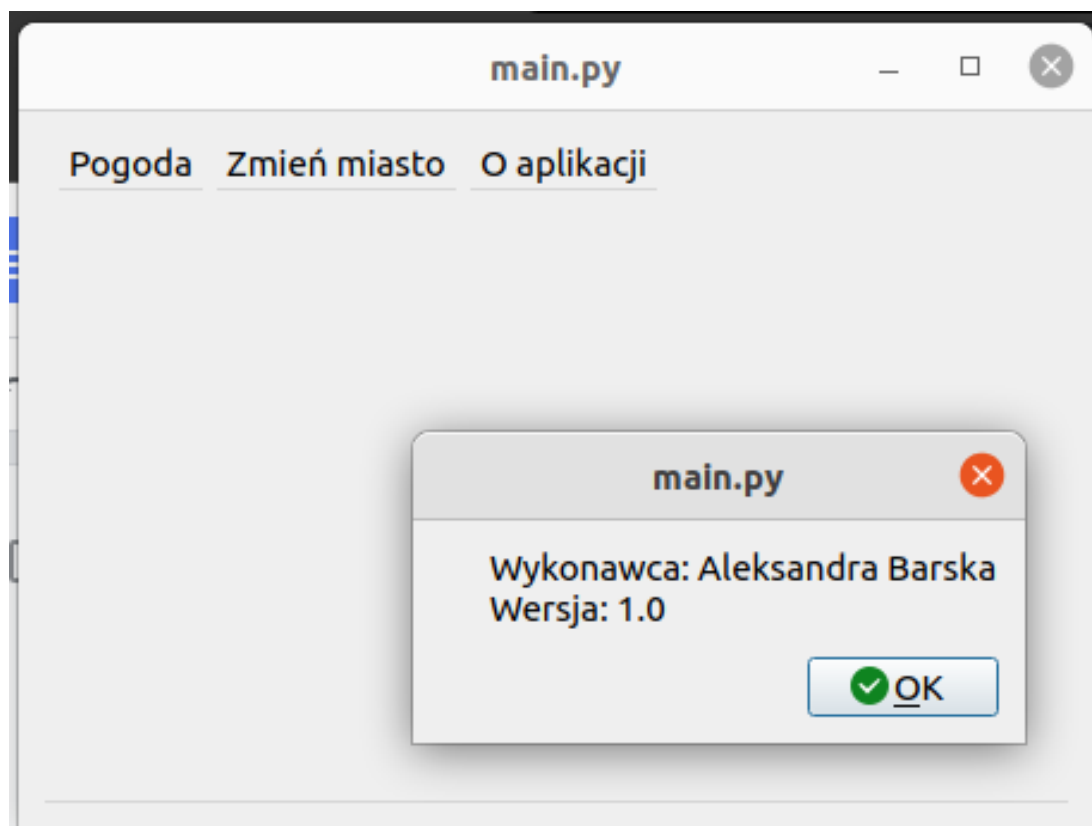 main.py
Pogoda Zmień miasto O aplikacji
main.py
Wykonawca: Aleksandra Barska
Wersja: 1.0
OK